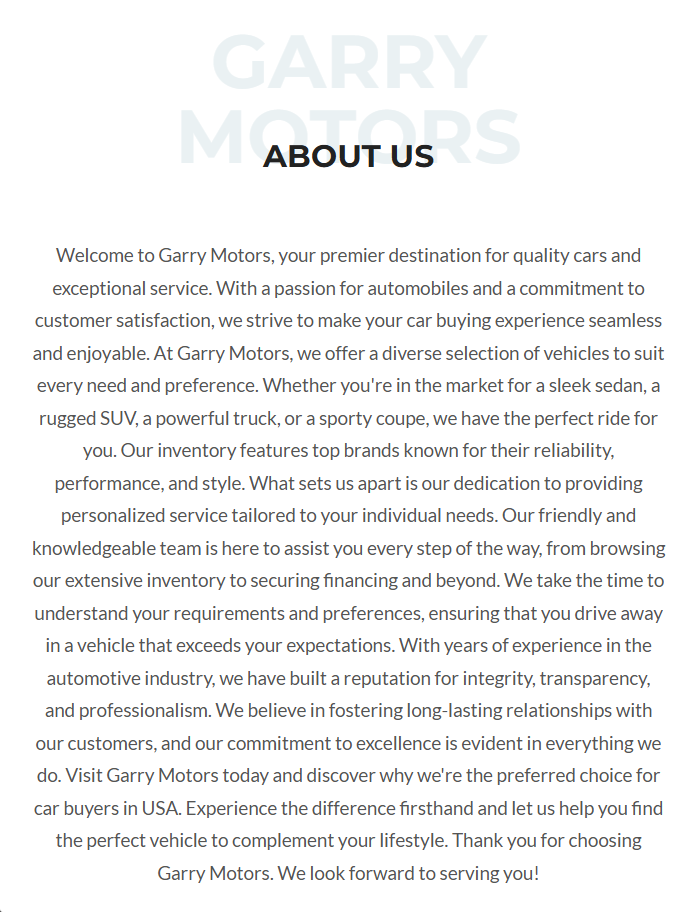 GARRY
MOTORS
ABOUT US
Welcome to Garry Motors, your premier destination for quality cars and
exceptional service. With a passion for automobiles and a commitment to
customer satisfaction, we strive to make your car buying experience seamless
and enjoyable. At Garry Motors, we offer a diverse selection of vehicles to suit
every need and preference. Whether you're in the market for a sleek sedan, a
rugged SUV, a powerful truck, or a sporty coupe, we have the perfect ride for
you. Our inventory features top brands known for their reliability,
performance, and style. What sets us apart is our dedication to providing
personalized service tailored to your individual needs. Our friendly and
knowledgeable team is here to assist you every step of the way, from browsing
our extensive inventory to securing financing and beyond. We take the time to
understand your requirements and preferences, ensuring that you drive away
in a vehicle that exceeds your expectations. With years of experience in the
automotive industry, we have built a reputation for integrity, transparency,
and professionalism. We believe in fostering long-lasting relationships with
our customers, and our commitment to excellence is evident in everything we
do. Visit Garry Motors today and discover why we're the preferred choice for
car buyers in USA. Experience the difference firsthand and let us help you find
the perfect vehicle to complement your lifestyle. Thank you for choosing
Garry Motors. We look forward to serving you!